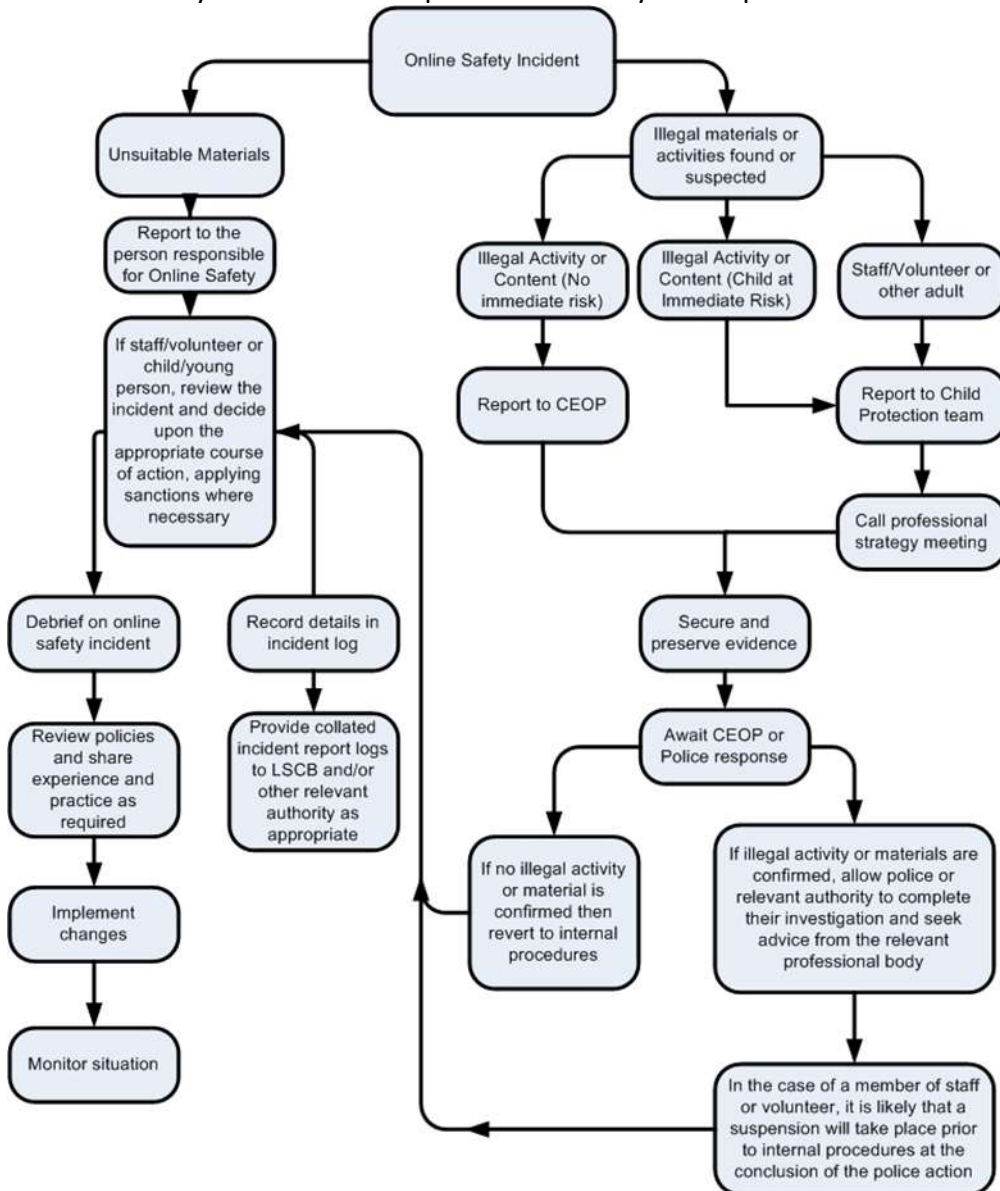 Online Safety Incident
Unsuitable Materials
Report to the
person responsible
for Online Safety
If staff/volunteer or
child/young
person, review the
incident and decide
upon the
appropriate course
of action, applying
sanctions where
necessary
Debrief on online
safety incident
Review policies
and share
experience and
practice as
required
Implement
changes
Monitor situation
Record details in
incident log
Provide collated
incident report logs
to LSCB and/or
other relevant
authority as
appropriate
Illegal materials or
activities found or
suspected
Illegal Activity or
Content (No
immediate risk)
Illegal Activity or
Content (Child at
Immediate Risk)
Staff/Volunteer or
other adult
Report to CEOP
Report to Child
Protection team
Call professional
strategy meeting
Secure and
preserve evidence
Await CEOP or
Police response
If no illegal activity
or material is
confirmed then
revert to internal
procedures
If illegal activity or materials are
confirmed, allow police or
relevant authority to complete
their investigation and seek
advice from the relevant
professional body
In the case of a member of staff
or volunteer, it is likely that a
suspension will take place prior
to internal procedures at the
conclusion of the police action